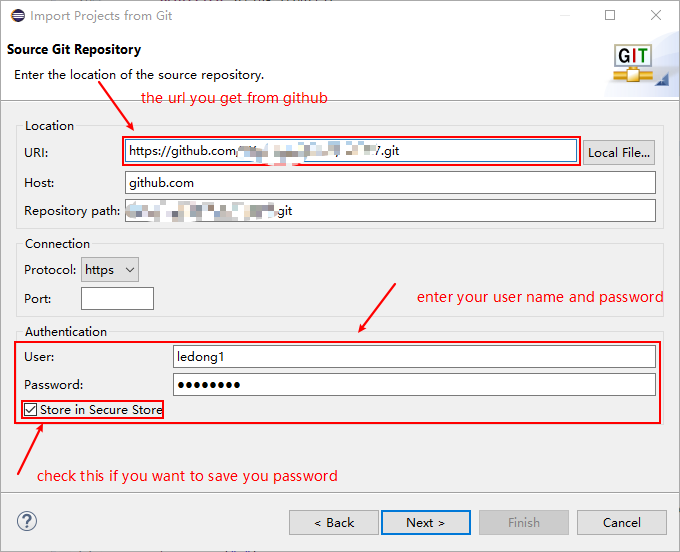 Import Projects from Git
Source Git Repository
Enter the location of the source repository.
GIT
the url you get from github
Location
URI:
https://github.com 7.git
Local File...
Host:
github.com
Repository path:
.git
Connection
Protocol:
https
Port:
enter your user name and password
Authentication
User:
ledong1
Password:
●●●●●●●●
Store in Secure Store
check this if you want to save you password
?
< Back
Next >
Finish
Cancel